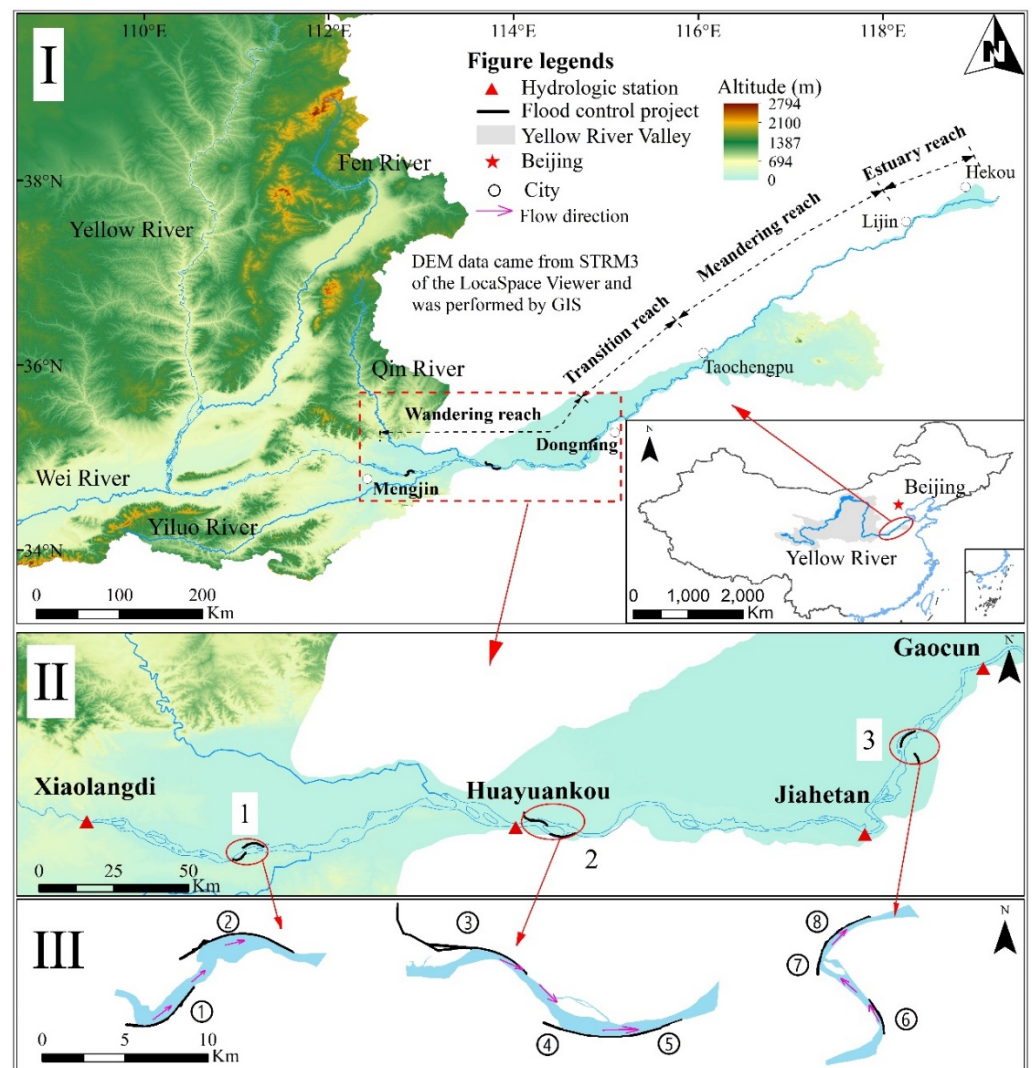 110°E
112°E
114°E
116°E
118°E
I
N
Figure legends
Hydrologic station
Flood control project
Yellow River Valley
Beijing
City
Flow direction
Altitude (m)
2794
2100
1387
694
0
DEM data came from STRM3
of the LocaSpace Viewer and
was performed by GIS
38°N
36°N
34°N
Fen River
Yellow River
Qin River
Wei River
Yiluo River
Estuary reach
Hekou
Lijin
Meandering reach
Transition reach
Taochengpu
Wandering reach
Dongming
Mengjin
0 100 200
Km
N
Beijing
Yellow River
0 1,000 2,000
Km
II
Gaocun
N
3
Xiaolangdi
1
Huayuankou
2
Jiahetan
0 25 50
Km
III
②
①
③
④
⑤
⑧
⑦
⑥
N
0 5 10
Km